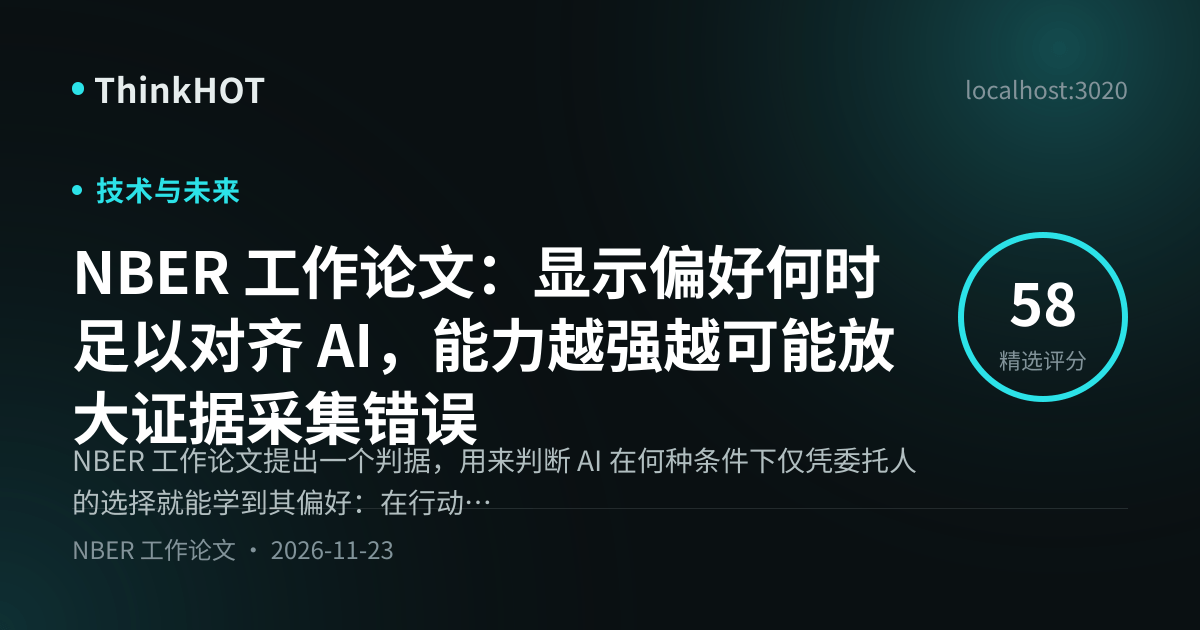 ThinkHOT
localhost:3020
技术与未来
NBER 工作论文：显示偏好何时
足以对齐 AI，能力越强越可能放
大证据采集错误
58
精选评分
NBER 工作论文提出一个判据，用来判断 AI 在何种条件下仅凭委托人
的选择就能学到其偏好：在行动…
NBER 工作论文 · 2026-11-23